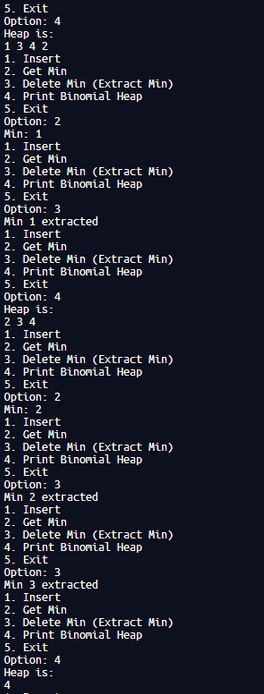 5. Exit
Option: 4
Heap is:
1 3 4 2
1. Insert
2. Get Min
3. Delete Min (Extract Min)
4. Print Binomial Heap
5. Exit
Option: 2
Min: 1
1. Insert
2. Get Min
3. Delete Min (Extract Min)
4. Print Binomial Heap
5. Exit
Option: 3
Min 1 extracted
1. Insert
2. Get Min
3. Delete Min (Extract Min)
4. Print Binomial Heap
5. Exit
Option: 4
Heap is:
2 3 4
1. Insert
2. Get Min
3. Delete Min (Extract Min)
4. Print Binomial Heap
5. Exit
Option: 2
Min: 2
1. Insert
2. Get Min
3. Delete Min (Extract Min)
4. Print Binomial Heap
5. Exit
Option: 3
Min 2 extracted
1. Insert
2. Get Min
3. Delete Min (Extract Min)
4. Print Binomial Heap
5. Exit
Option: 3
Min 3 extracted
1. Insert
2. Get Min
3. Delete Min (Extract Min)
4. Print Binomial Heap
5. Exit
Option: 4
Heap is:
4